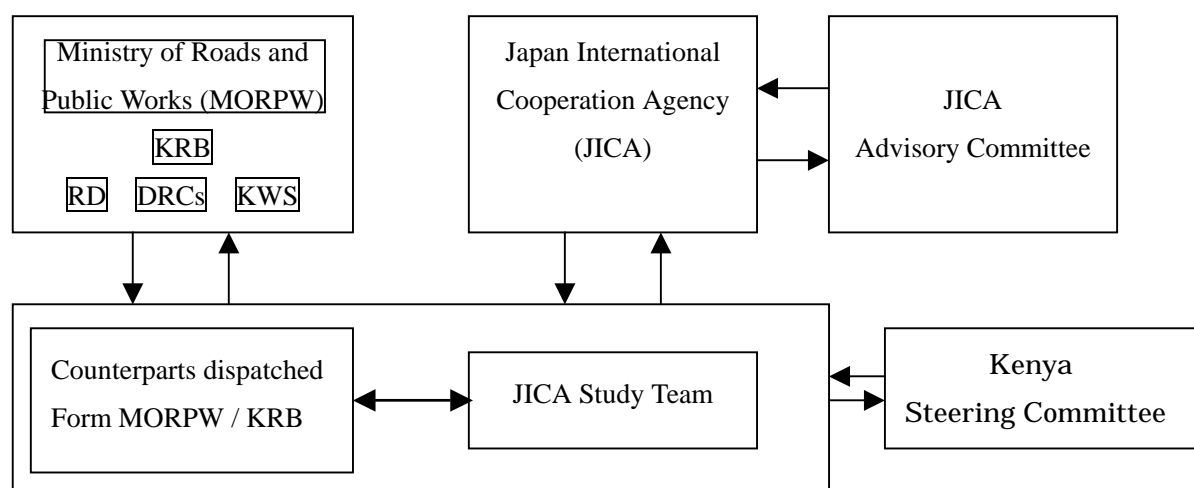 Ministry of Roads and
Public Works (MORPW)
KRB
RD DRCs KWS
Japan International
Cooperation Agency
(JICA)
JICA
Advisory Committee
Counterparts dispatched
Form MORPW / KRB
JICA Study Team
Kenya
Steering Committee